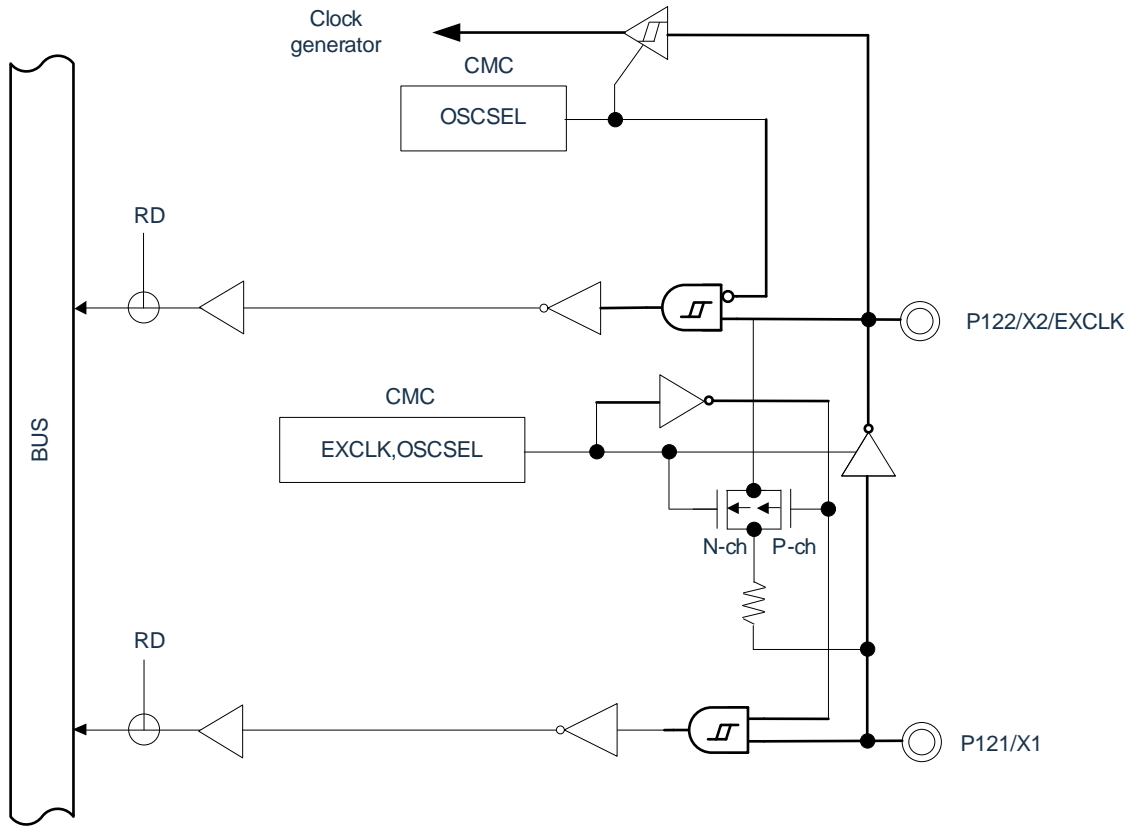 Clock
generator
CMC
OSCSEL
RD
P122/X2/EXCLK
CMC
EXCLK,OSCSEL
BUS
N-ch P-ch
RD
P121/X1